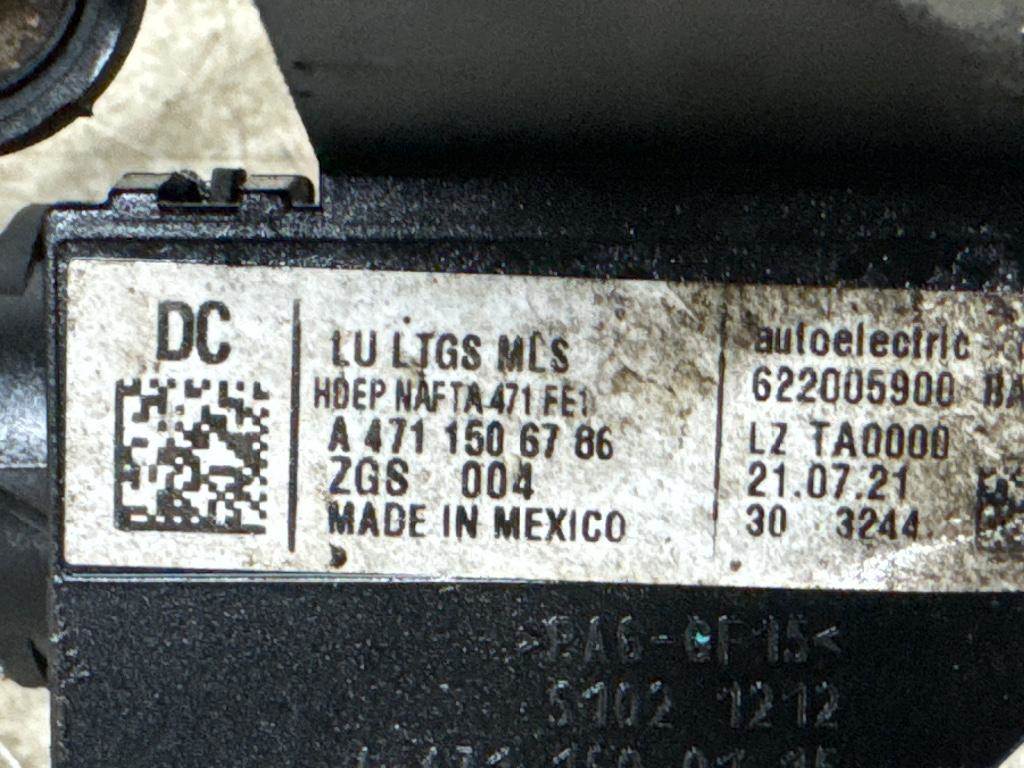 DC
LU LTGS MLS
HDEP NAFTA 471 FE1
A 471 150 67 86
ZGS 004
MADE IN MEXICO
autoelectric
622005900 BA
LZ TA0000
21.07.21
30 3244
>PA6-GF15<
5102 1212